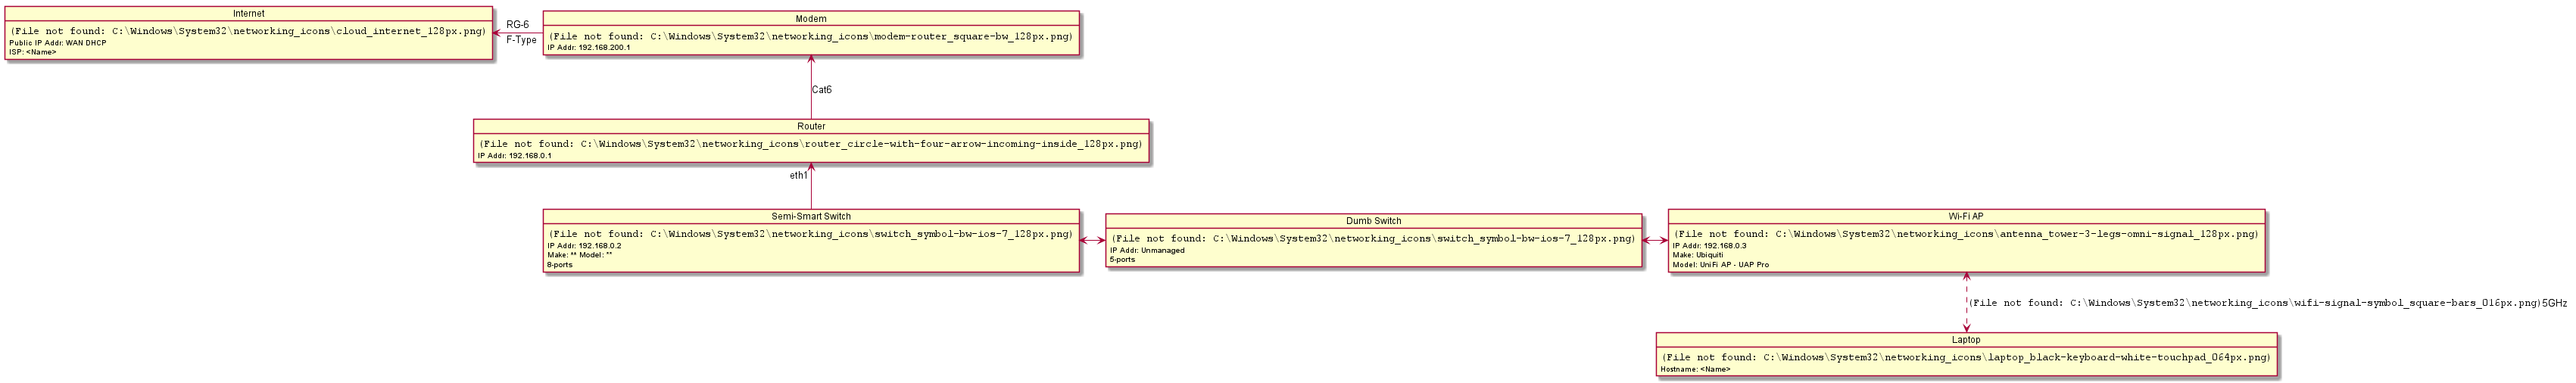 Internet
(File not found: C:\Windows\System32\networking_icons\cloud_internet_128px.png)
Public IP Addr: WAN DHCP
ISP: <Name>
RG-6
F-Type
Modem
(File not found: C:\Windows\System32\networking_icons\modem-router_square-bw_128px.png)
IP Addr: 192.168.200.1
Cat6
Router
(File not found: C:\Windows\System32\networking_icons\router_circle-with-four-arrow-incoming-inside_128px.png)
IP Addr: 192.168.0.1
eth1
Semi-Smart Switch
(File not found: C:\Windows\System32\networking_icons\switch_symbol-bw-ios-7_128px.png)
IP Addr: 192.168.0.2
Make: ** Model: **
8-ports
Dumb Switch
(File not found: C:\Windows\System32\networking_icons\switch_symbol-bw-ios-7_128px.png)
IP Addr: Unmanaged
5-ports
Wi-Fi AP
(File not found: C:\Windows\System32\networking_icons\antenna_tower-3-legs-omni-signal_128px.png)
IP Addr: 192.168.0.3
Make: Ubiquiti
Model: UniFi AP - UAP Pro
(File not found: C:\Windows\System32\networking_icons\wifi-signal-symbol_square-bars_016px.png)5GHz
Laptop
(File not found: C:\Windows\System32\networking_icons\laptop_black-keyboard-white-touchpad_064px.png)
Hostname: <Name>